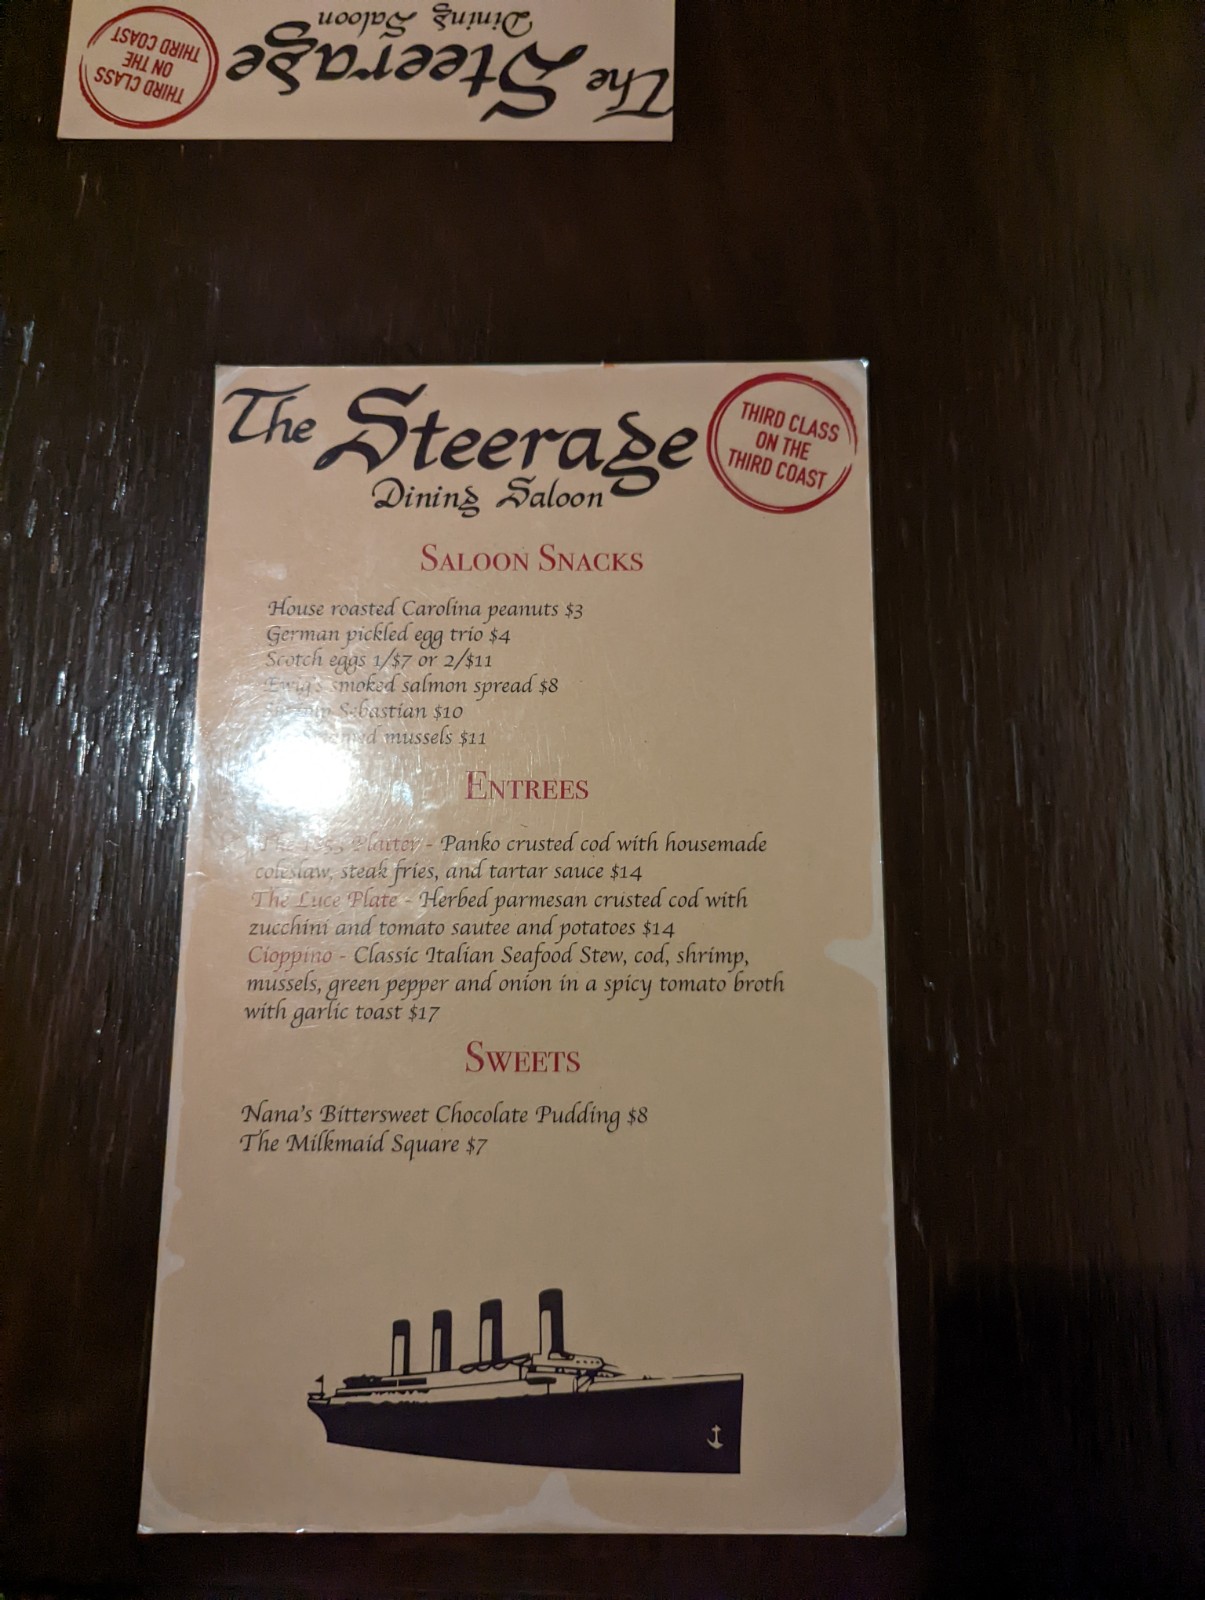 The Steerage
Dining Saloon
THIRD CLASS
ON THE
THIRD COAST
The Steerage
Dining Saloon
THIRD CLASS
ON THE
THIRD COAST
SALOON SNACKS
House roasted Carolina peanuts $3
German pickled egg trio $4
Scotch eggs 1/$7 or 2/$11
Ewig's smoked salmon spread $8
Sebastian $10
mussels $11
ENTREES
Platter - Panko crusted cod with housemade
coleslaw, steak fries, and tartar sauce $14
The Luce Plate - Herbed parmesan crusted cod with
zucchini and tomato sautee and potatoes $14
Cioppino - Classic Italian Seafood Stew, cod, shrimp,
mussels, green pepper and onion in a spicy tomato broth
with garlic toast $17
SWEETS
Nana's Bittersweet Chocolate Pudding $8
The Milkmaid Square $7